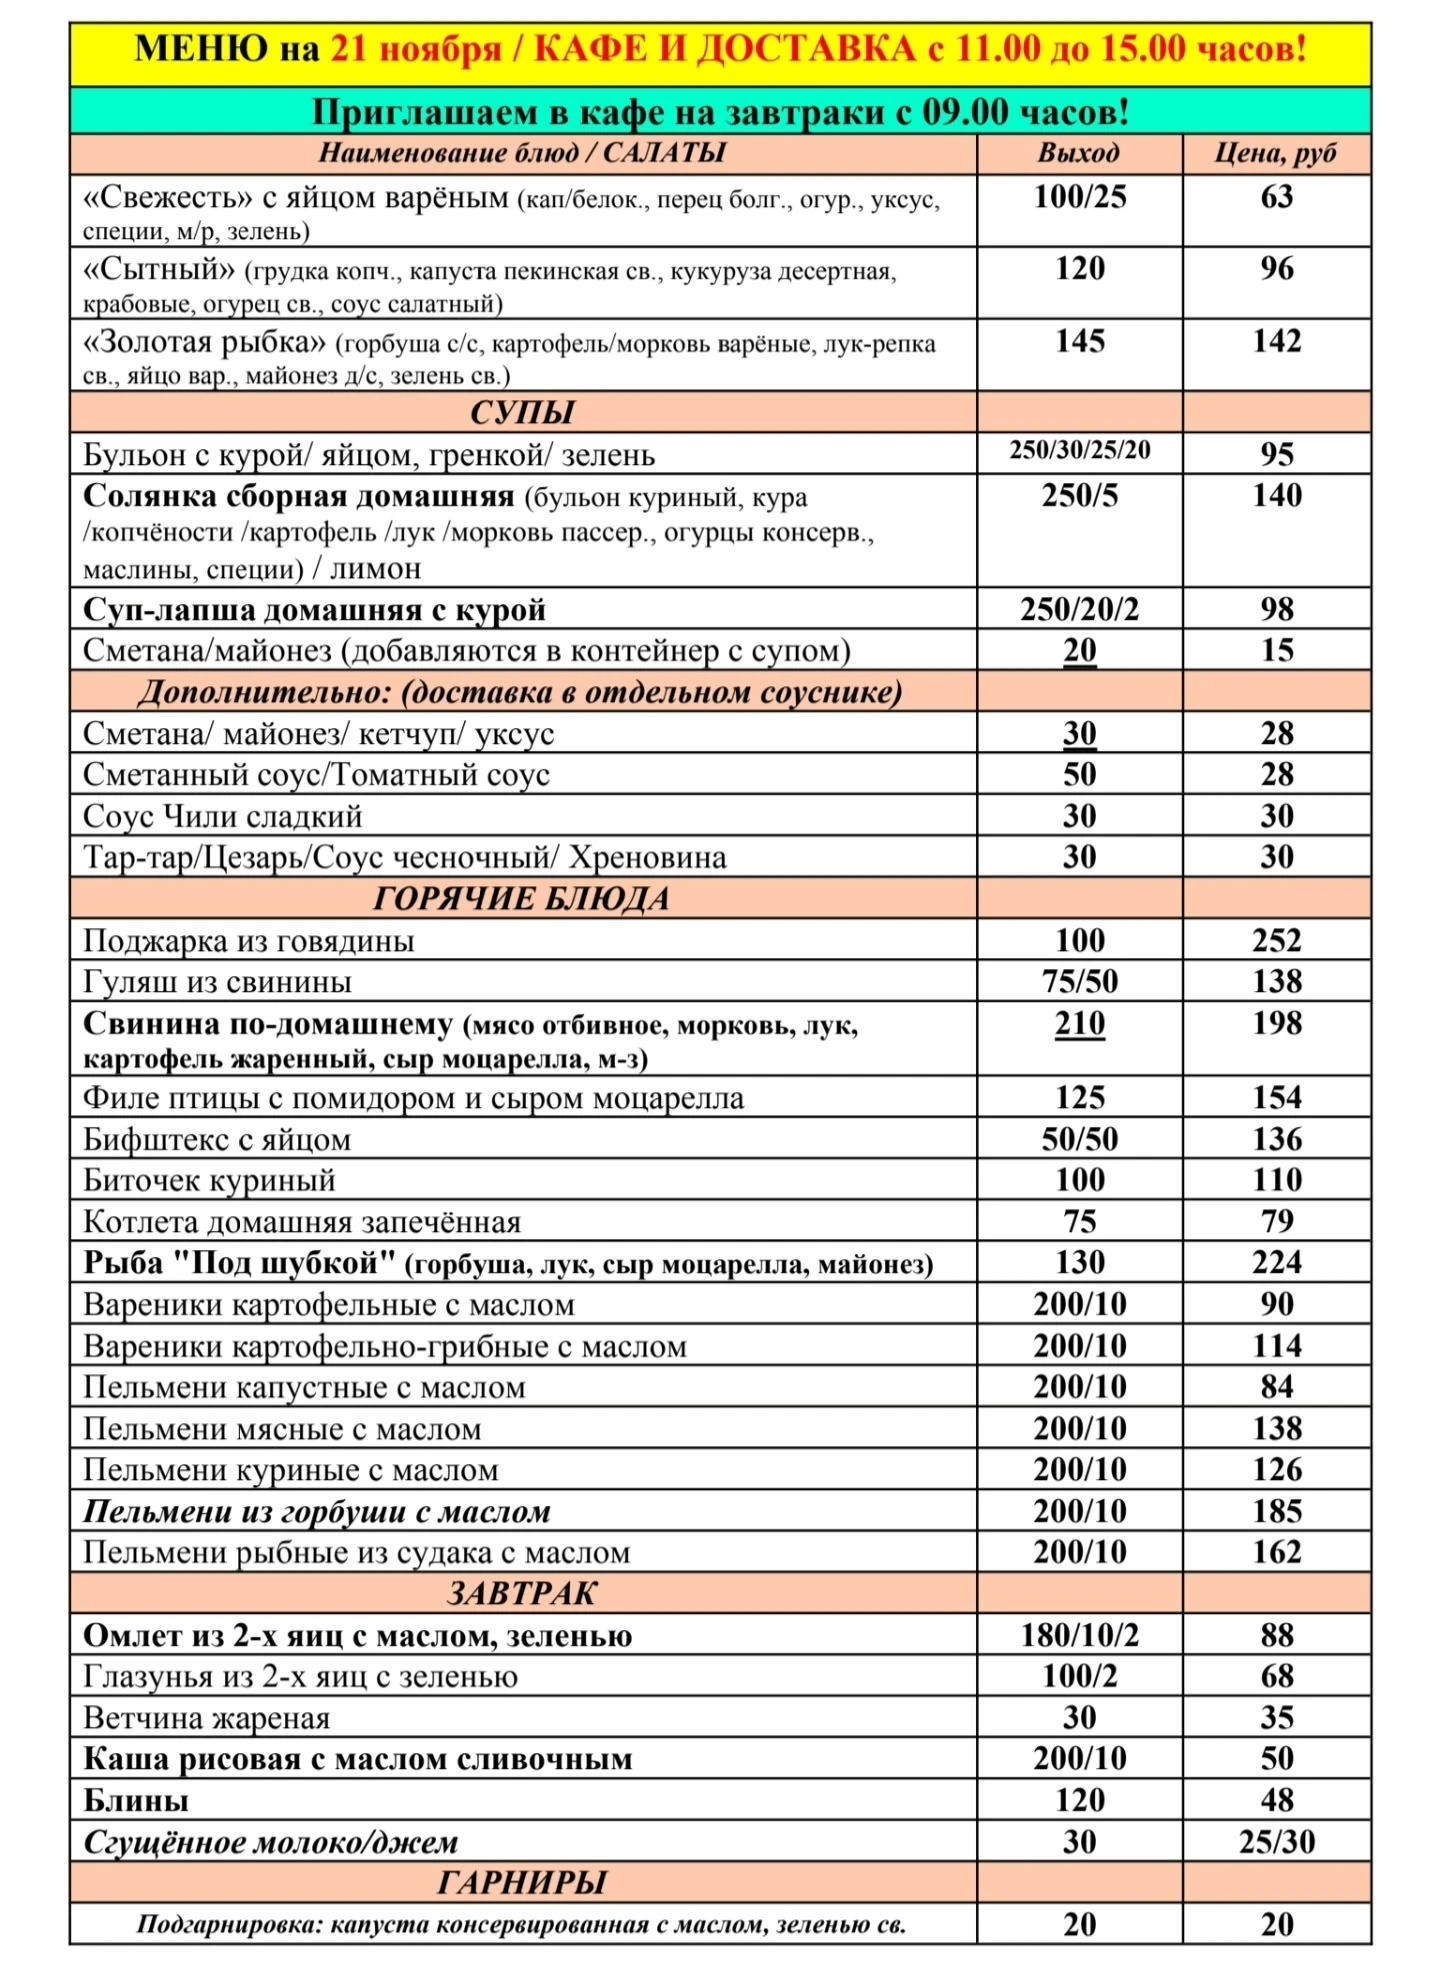 МЕНЮ на 21 ноября / КАФЕ И ДОСТАВКА с 11.00 до 15.00 часов!
Приглашаем в кафе на завтраки с 09.00 часов!
Наименование блюд / САЛАТЫ Выход Цена, руб
«Свежесть» с яйцом варёным (кап/белок., перец болг., огур., уксус, 100/25 63
специи, м/р, зелень)
«Сытный» (грудка копч., капуста пекинская св., кукуруза десертная, 120 96
крабовые, огурец св., соус салатный)
«Золотая рыбка» (горбуша с/с, картофель/морковь варёные, лук-репка 145 142
св., яйцо вар., майонез д/с, зелень св.)
СУПЫ
Бульон с курой/ яйцом, гренкой/ зелень 250/30/25/20 95
Солянка сборная домашняя (бульон куриный, кура 250/5 140
/копчёности /картофель /лук /морковь пассер., огурцы консерв.,
маслины, специи) / лимон
Суп-лапша домашняя с курой 250/20/2 98
Сметана/майонез (добавляются в контейнер с супом) 20 15
Дополнительно: (доставка в отдельном соуснике)
Сметана/ майонез/ кетчуп/ уксус 30 28
Сметанный соус/Томатный соус 50 28
Соус Чили сладкий 30 30
Тар-тар/Цезарь/Соус чесночный/ Хреновина 30 30
ГОРЯЧИЕ БЛЮДА
Поджарка из говядины 100 252
Гуляш из свинины 75/50 138
Свинина по-домашнему (мясо отбивное, морковь, лук, 210 198
картофель жаренный, сыр моцарелла, м-з)
Филе птицы с помидором и сыром моцарелла 125 154
Бифштекс с яйцом 50/50 136
Биточек куриный 100 110
Котлета домашняя запечённая 75 79
Рыба "Под шубкой" (горбуша, лук, сыр моцарелла, майонез) 130 224
Вареники картофельные с маслом 200/10 90
Вареники картофельно-грибные с маслом 200/10 114
Пельмени капустные с маслом 200/10 84
Пельмени мясные с маслом 200/10 138
Пельмени куриные с маслом 200/10 126
Пельмени из горбуши с маслом 200/10 185
Пельмени рыбные из судака с маслом 200/10 162
ЗАВТРАК
Омлет из 2-х яиц с маслом, зеленью 180/10/2 88
Глазунья из 2-х яиц с зеленью 100/2 68
Ветчина жареная 30 35
Каша рисовая с маслом сливочным 200/10 50
Блины 120 48
Сгущённое молоко/джем 30 25/30
ГАРНИРЫ
Подгарнировка: капуста консервированная с маслом, зеленью св. 20 20